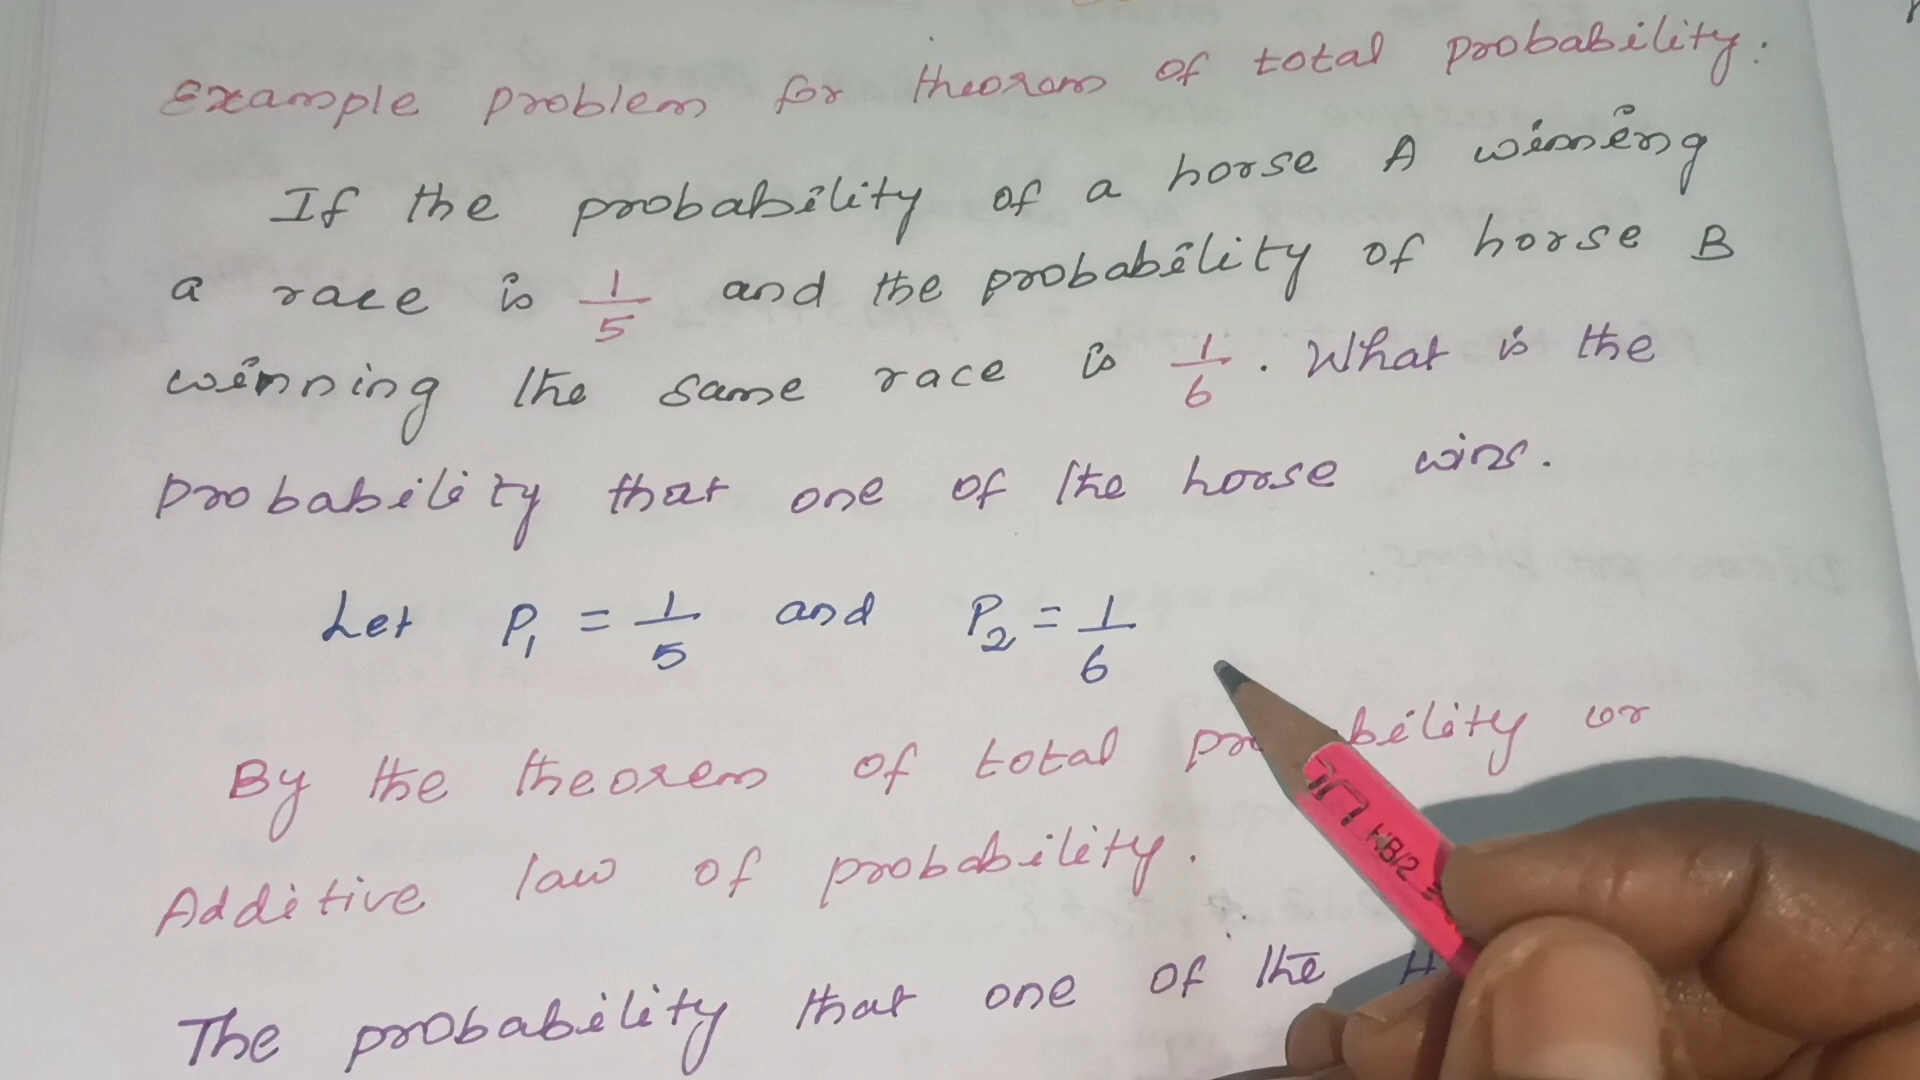 Example problem for theorem of total probability.
If the probability of a horse A winning
a race is 1/5 and the probability of horse B
winning the same race is 1/6. What is the
probability that one of the horse wins.
Let P₁ = 1/5 and P₂ = 1/6
By the theorem of total probability or
Additive law of probability.
The probability that one of the
HB/2